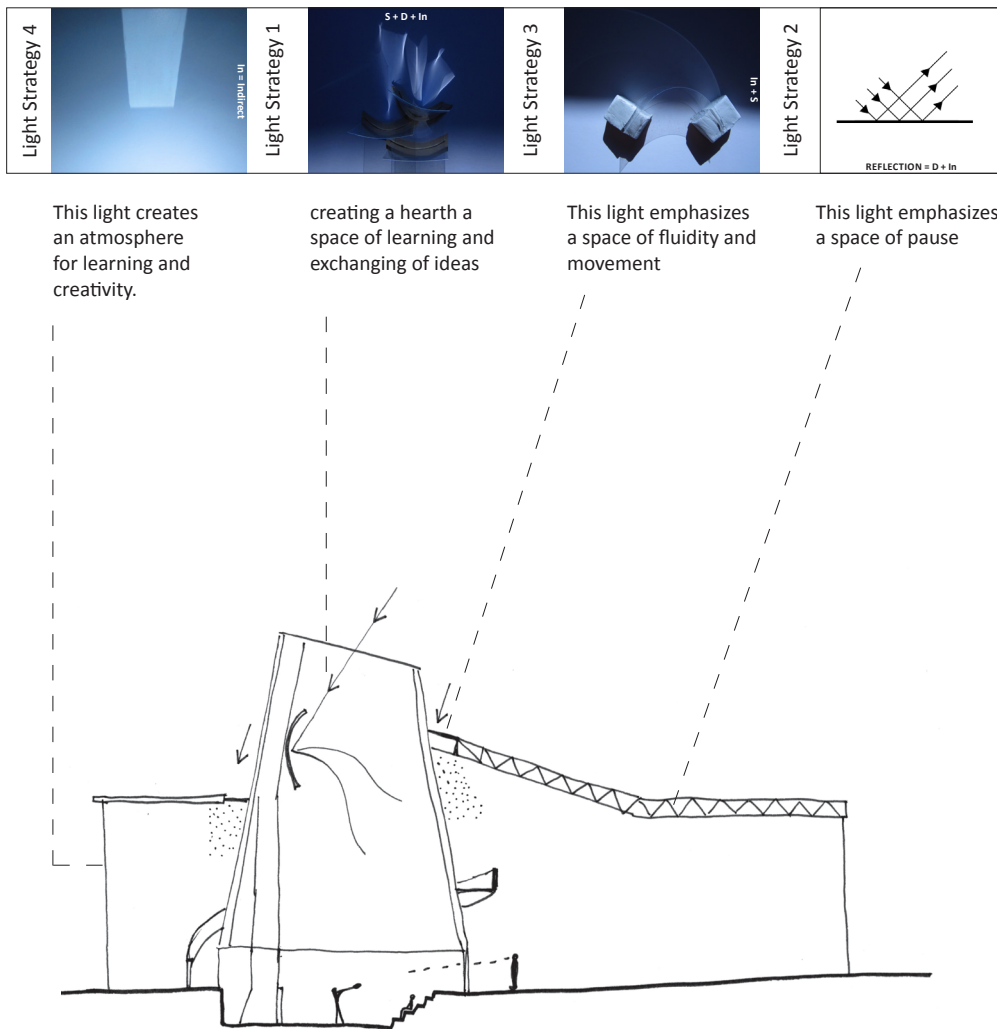 Light Strategy 4
In = Indirect
Light Strategy 1
S + D + In
Light Strategy 3
In + S
Light Strategy 2
REFLECTION = D + In
This light creates
an atmosphere
for learning and
creativity.
creating a hearth a
space of learning and
exchanging of ideas
This light emphasizes
a space of fluidity and
movement
This light emphasizes
a space of pause